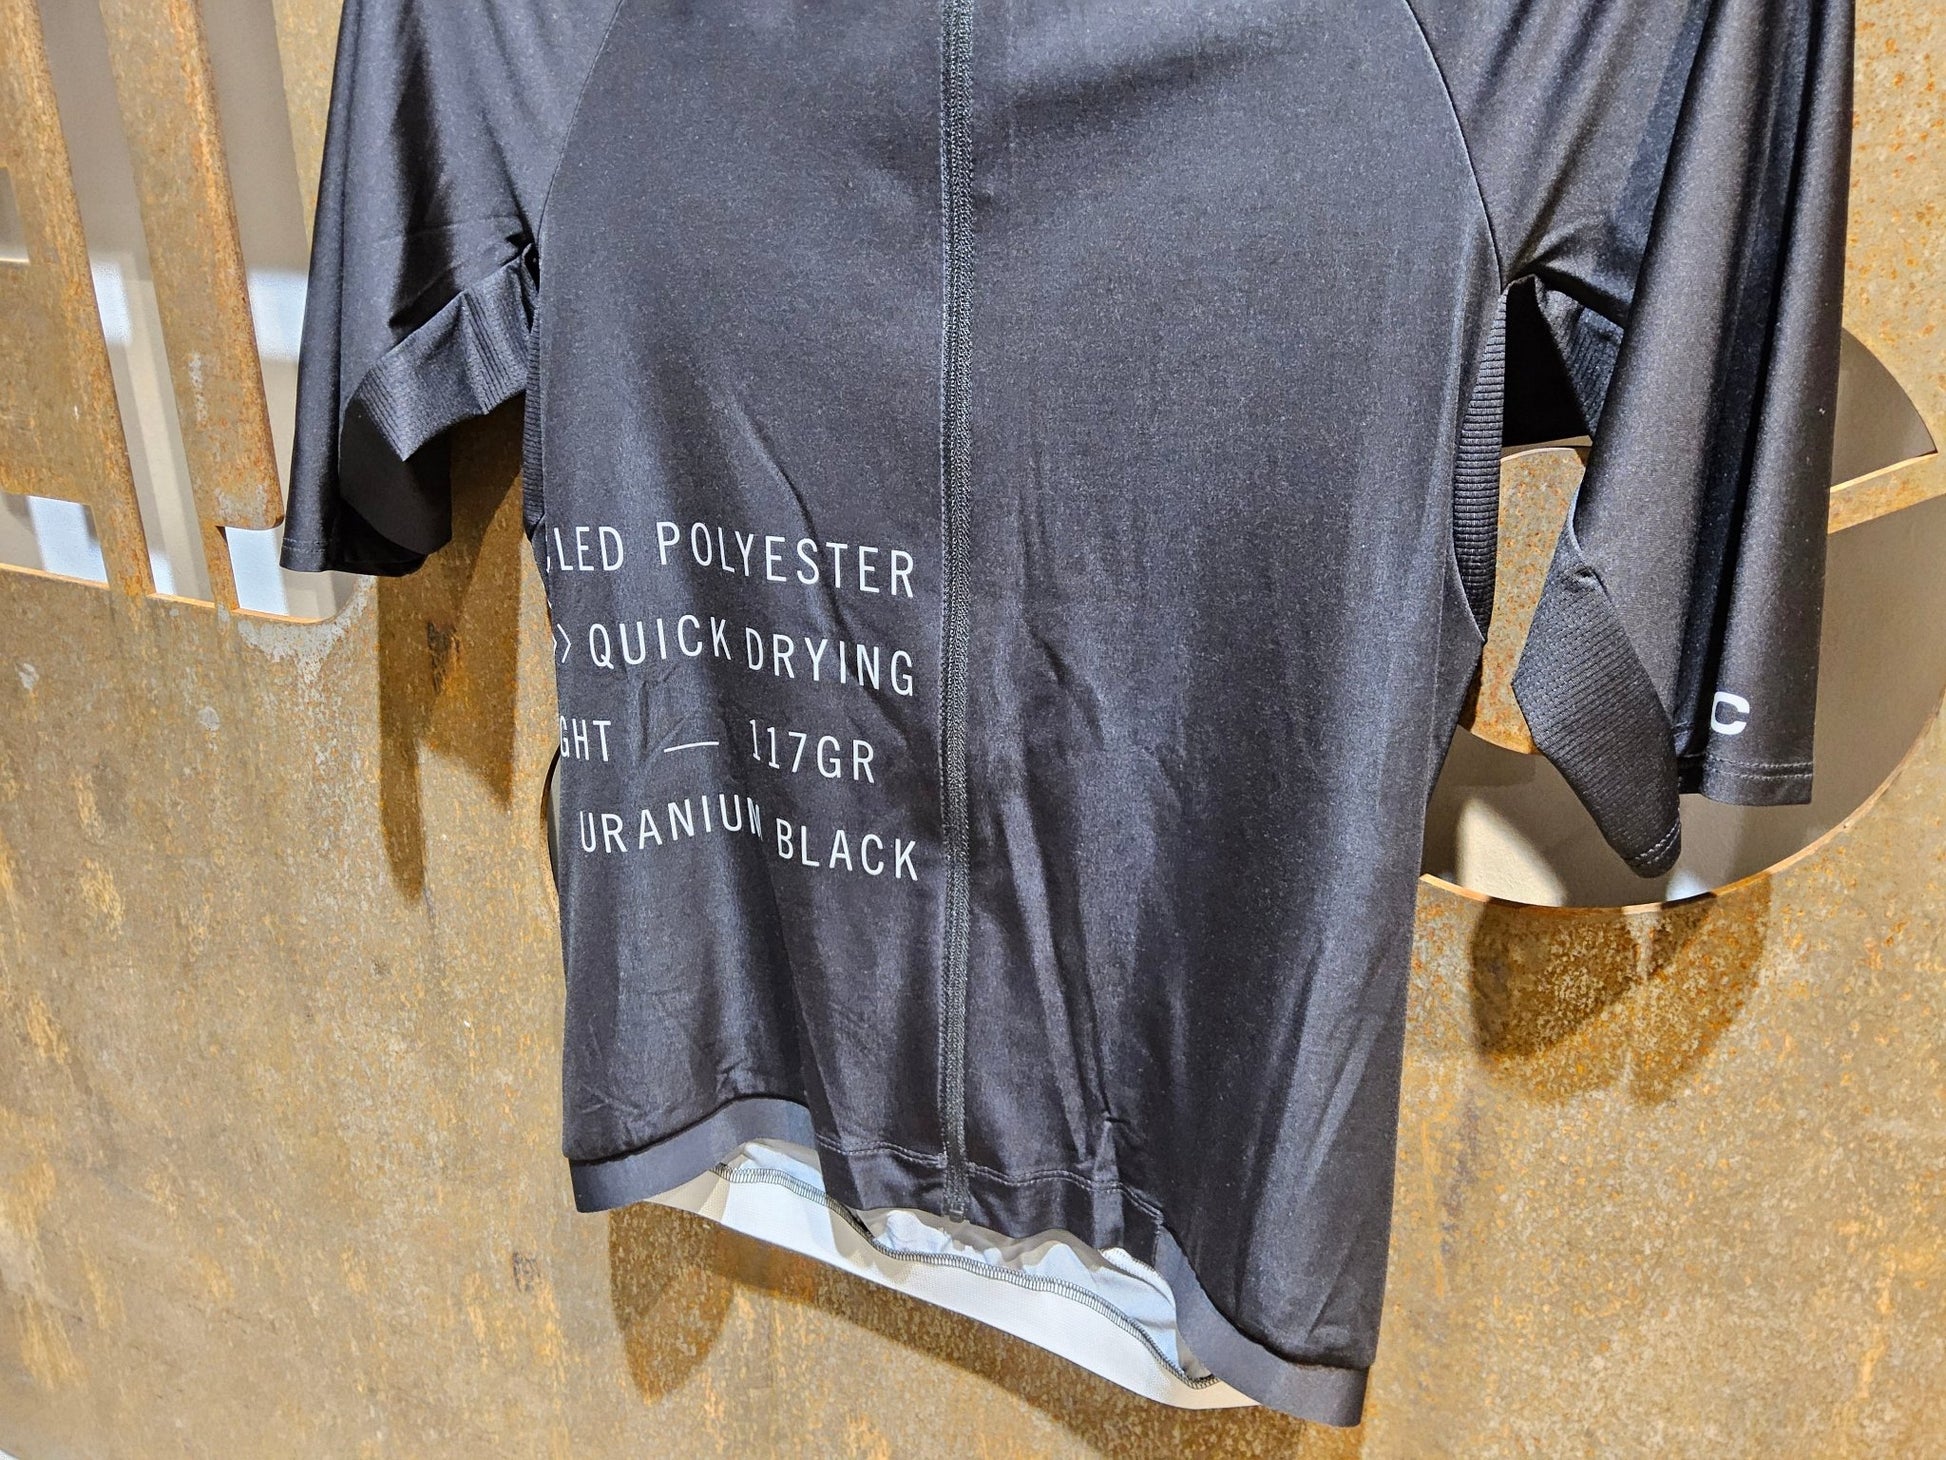 LED POLYESTER
» QUICK DRYING
GHT — 117GR
URANIUM BLACK
C